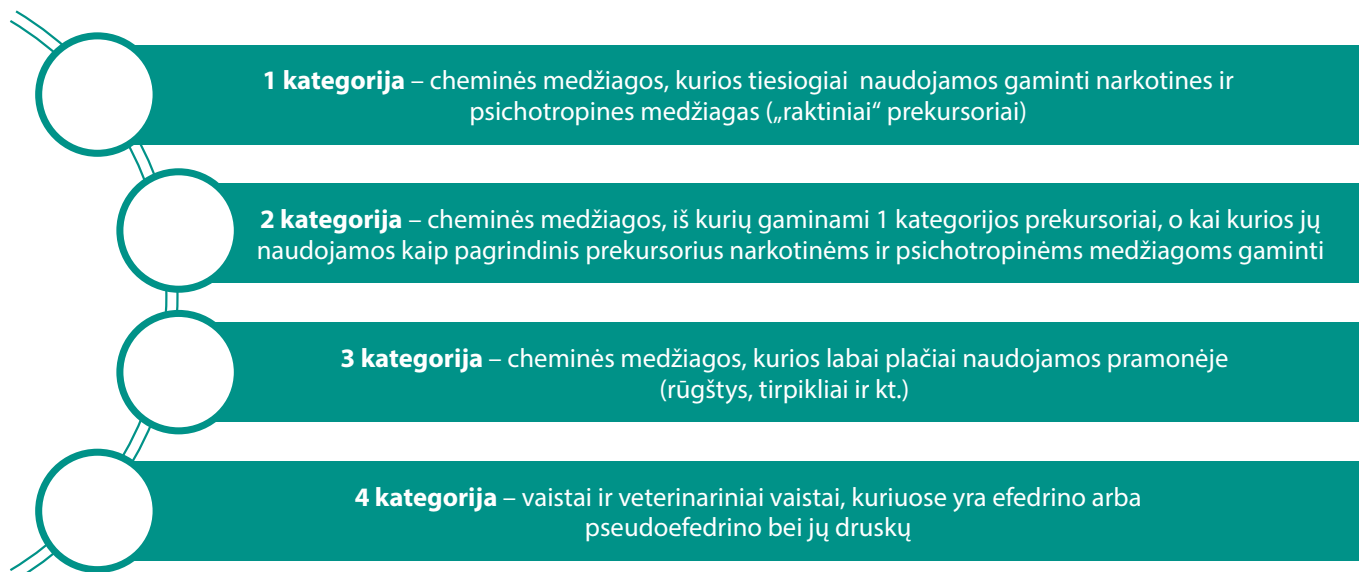 1 kategorija – cheminės medžiagos, kurios tiesiogiai naudojamos gaminti narkotines ir
psichotropines medžiagas („raktiniai“ prekursoriai)
2 kategorija – cheminės medžiagos, iš kurių gaminami 1 kategorijos prekursoriai, o kai kurios jų
naudojamos kaip pagrindinis prekursorius narkotinėms ir psichotropinėms medžiagoms gaminti
3 kategorija – cheminės medžiagos, kurios labai plačiai naudojamos pramonėje
(rūgštys, tirpikliai ir kt.)
4 kategorija – vaistai ir veterinariniai vaistai, kuriuose yra efedrino arba
pseudoefedrino bei jų druskų